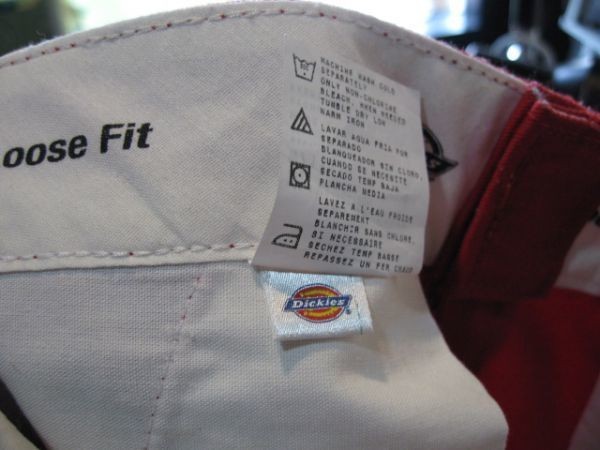 oose Fit
MACHINE WASH COLD
SEPARATELY
ONLY NON-CHLORINE
BLEACH, WHEN NEEDED
TUMBLE DRY LOW
WARM IRON
LAVAR AGUA FRIA POR
SEPARADO
BLANQUEADOR SIN CLORO,
CUANDO SE NECESITE
SECADO TEMP BAJA
PLANCHA MEDIA
LAVEZ A L'EAU FROIDE
SEPAREMENT
BLANCHIR SANS CHLORE,
SI NECESSAIRE
SECHEZ TEMP BASSE
REPASSEZ UN FER CHAUD
Dickies